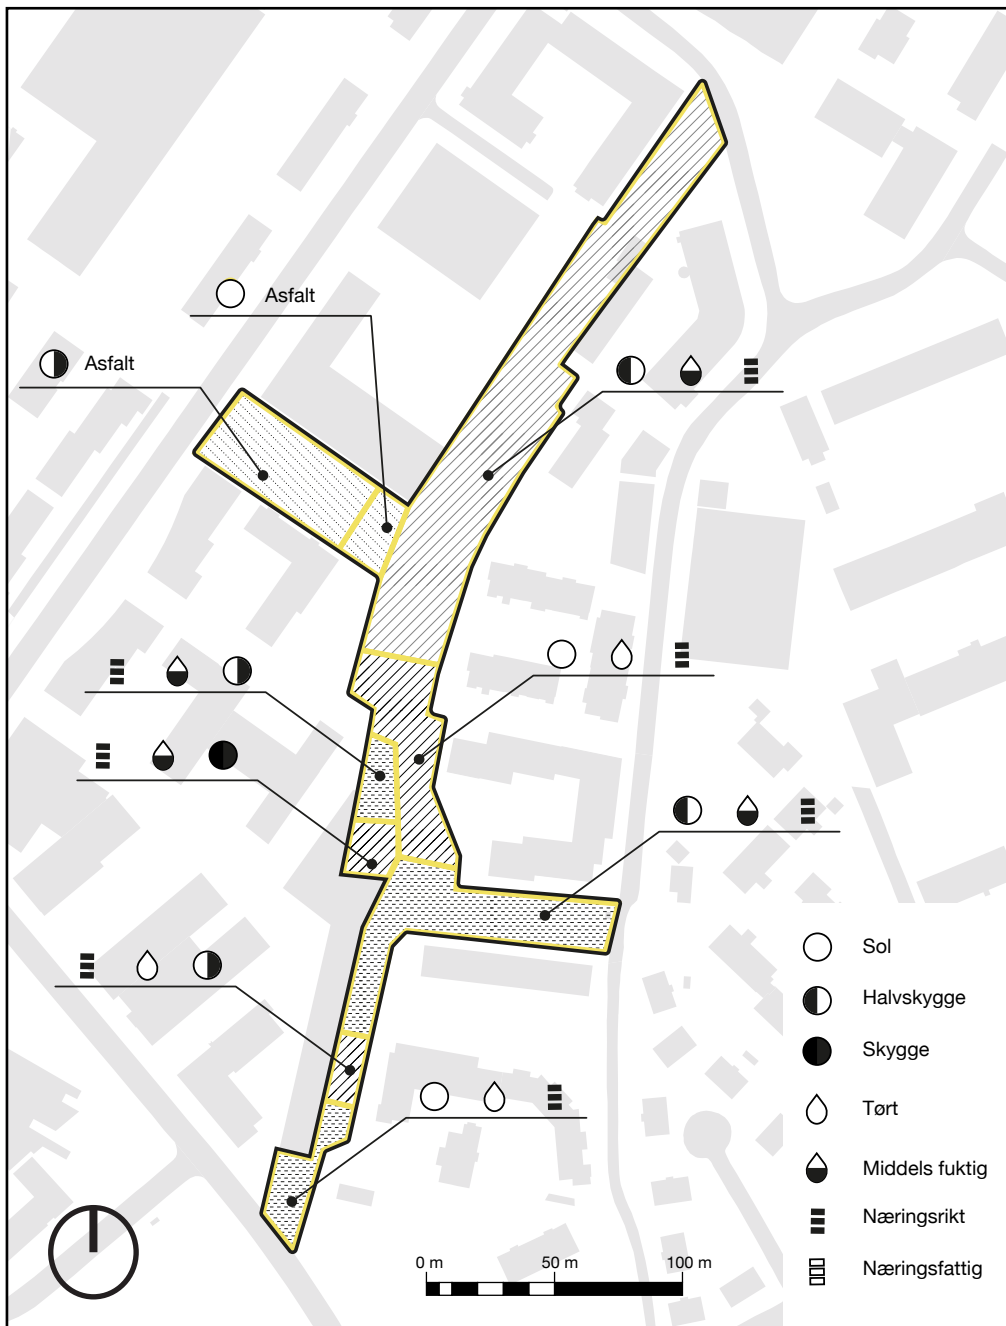 Asfalt
Asfalt
Sol
Halvskygge
Skygge
Tørt
Middels fuktig
Næringsrikt
Næringsfattig
0 m 50 m 100 m